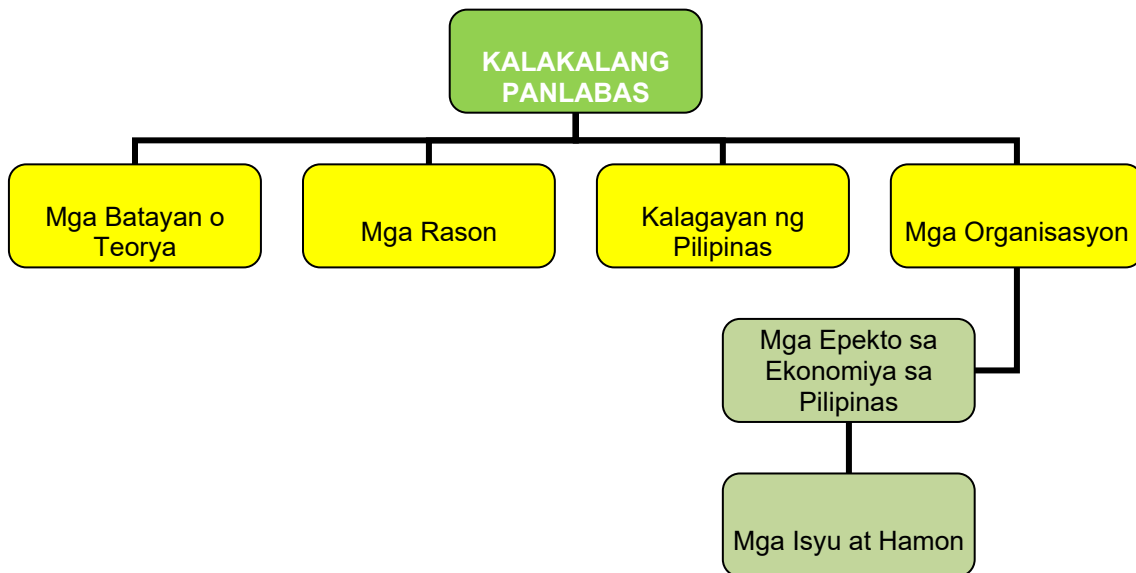 KALAKALANG
PANLABAS
Mga Batayan o
Teorya
Mga Rason
Kalagayan ng
Pilipinas
Mga Organisasyon
Mga Epekto sa
Ekonomiya sa
Pilipinas
Mga Isyu at Hamon